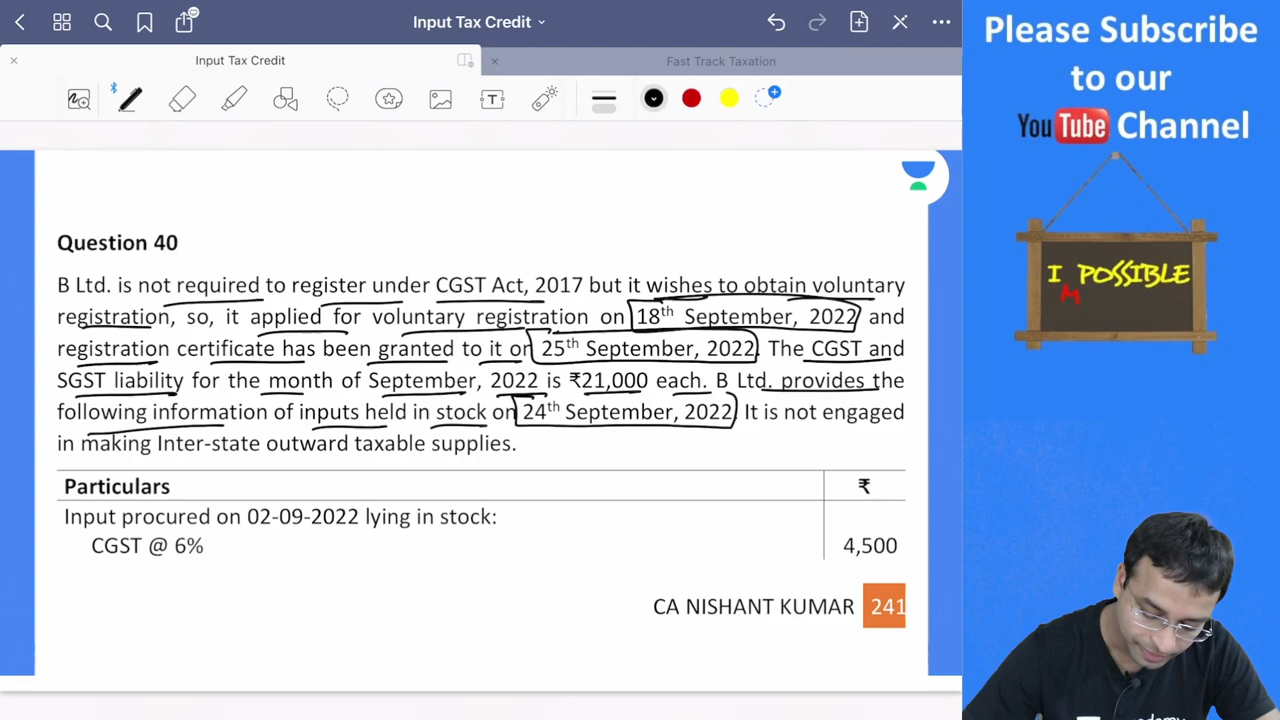 Input Tax Credit
Input Tax Credit
Fast Track Taxation
Please Subscribe
to our
YouTube Channel
I POSSIBLE
M
Question 40
B Ltd. is not required to register under CGST Act, 2017 but it wishes to obtain voluntary
registration, so, it applied for voluntary registration on 18th September, 2022 and
registration certificate has been granted to it on 25th September, 2022. The CGST and
SGST liability for the month of September, 2022 is ₹21,000 each. B Ltd. provides the
following information of inputs held in stock on 24th September, 2022. It is not engaged
in making Inter-state outward taxable supplies.
Particulars ₹
Input procured on 02-09-2022 lying in stock:
CGST @ 6% 4,500
CA NISHANT KUMAR 241